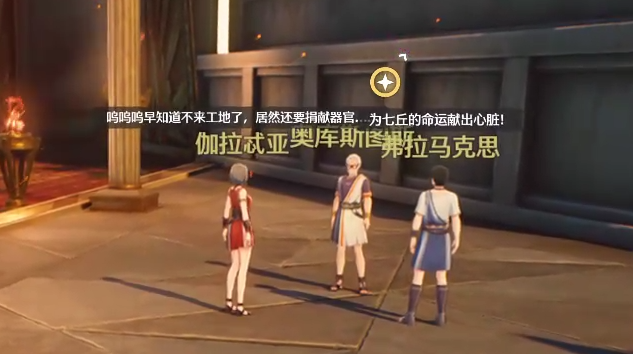 呜呜呜早知道不来工地了，居然还要捐献器官...
为七丘的命运献出心脏！
伽拉忒亚
奥库斯图斯
弗拉马克思